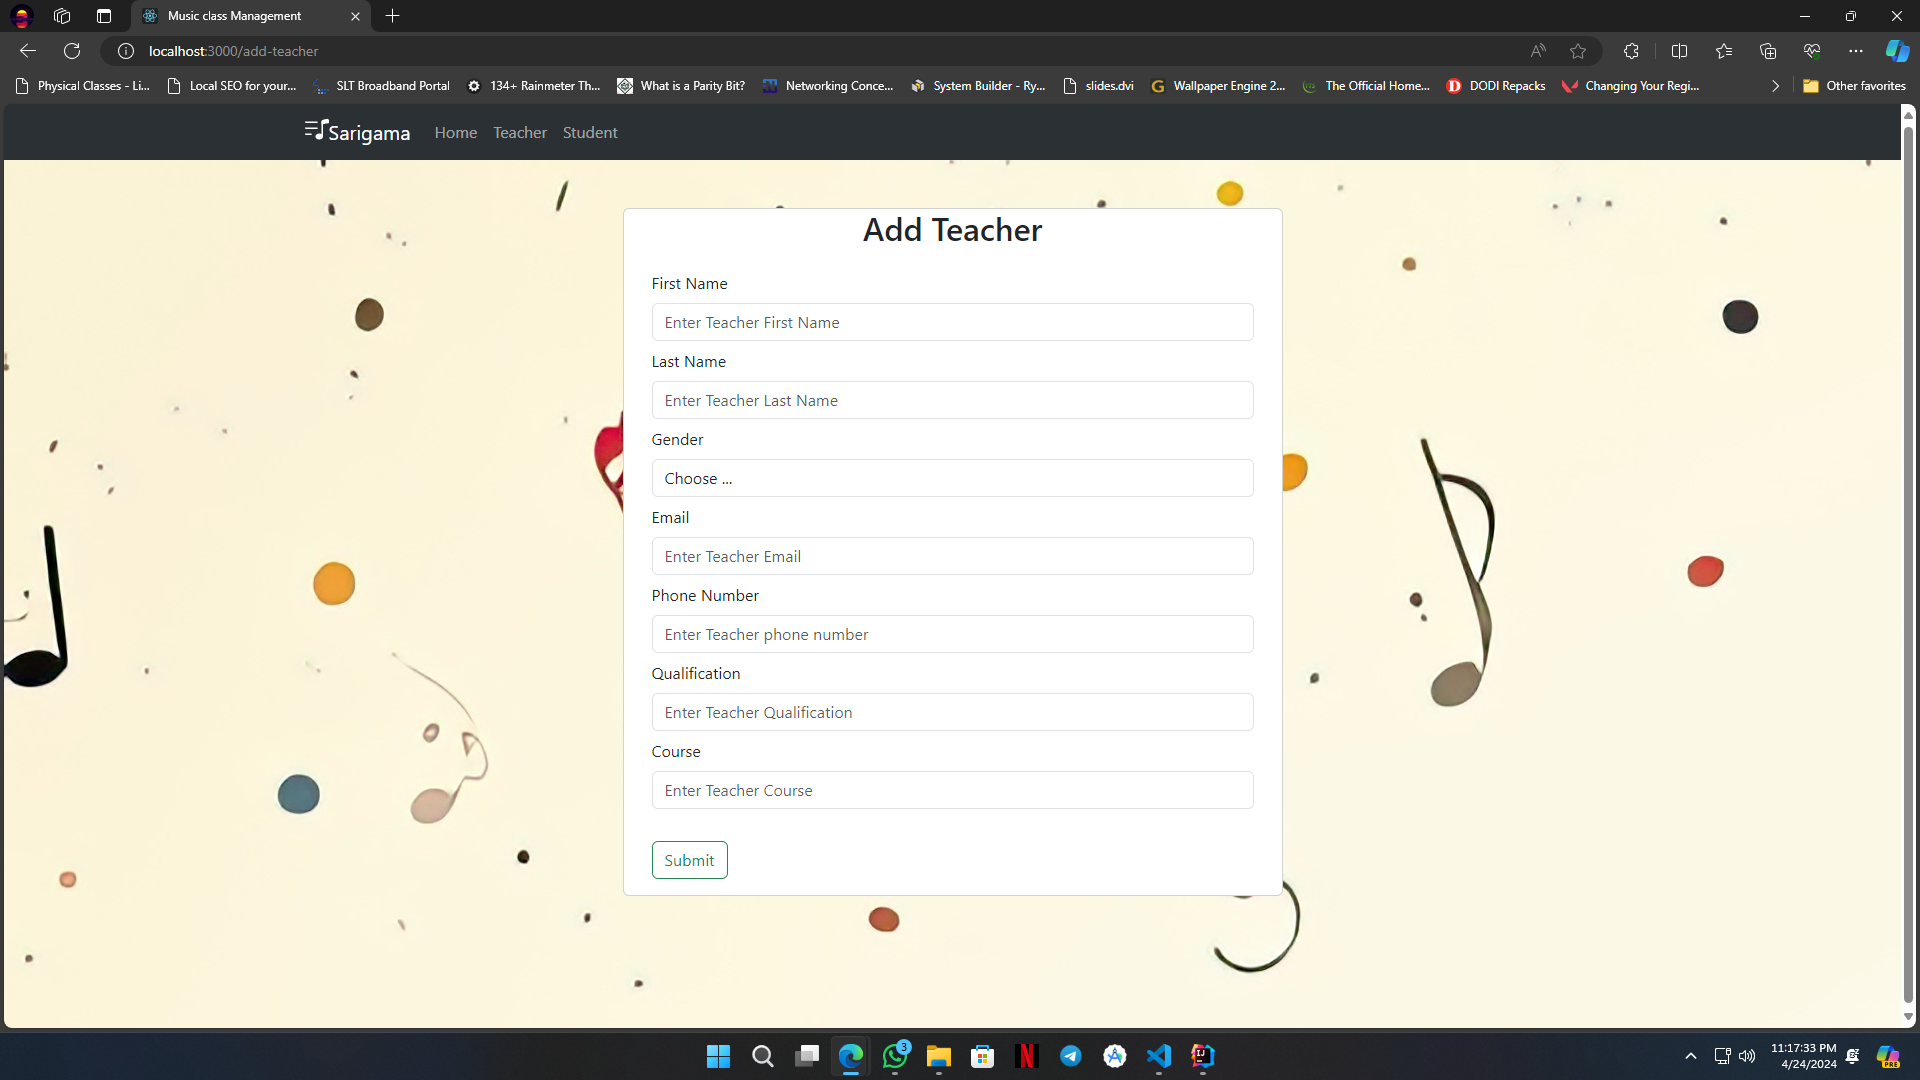 Music class Management
localhost:3000/add-teacher
Physical Classes - Li...
Local SEO for your...
SLT Broadband Portal
134+ Rainmeter Th...
What is a Parity Bit?
Networking Conce...
System Builder - Ry...
slides.dvi
Wallpaper Engine 2...
The Official Home...
DODI Repacks
Changing Your Regi...
Other favorites
Sarigama
Home
Teacher
Student
Add Teacher
First Name
Enter Teacher First Name
Last Name
Enter Teacher Last Name
Gender
Choose ...
Email
Enter Teacher Email
Phone Number
Enter Teacher phone number
Qualification
Enter Teacher Qualification
Course
Enter Teacher Course
Submit
3
11:17:33 PM
4/24/2024
PRE